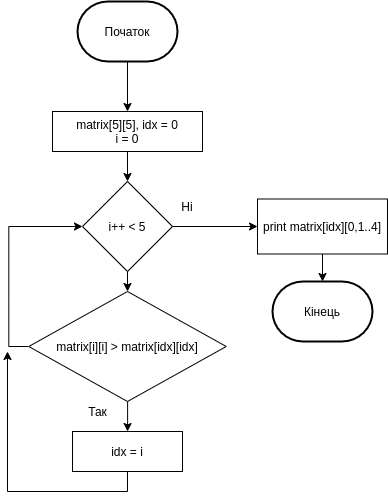 Початок
matrix[5][5], idx = 0
i = 0
i++ < 5
Ні
print matrix[idx][0,1..4]
Кінець
matrix[i][i] > matrix[idx][idx]
Так
idx = i